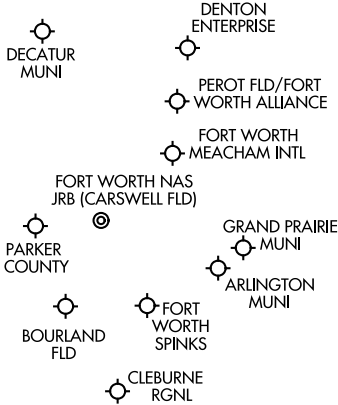 DENTON
ENTERPRISE
DECATUR
MUNI
PEROT FLD/FORT
WORTH ALLIANCE
FORT WORTH
MEACHAM INTL
FORT WORTH NAS
JRB (CARSWELL FLD)
GRAND PRAIRIE
MUNI
PARKER
COUNTY
ARLINGTON
MUNI
FORT
WORTH
SPINKS
BOURLAND
FLD
CLEBURNE
RGNL